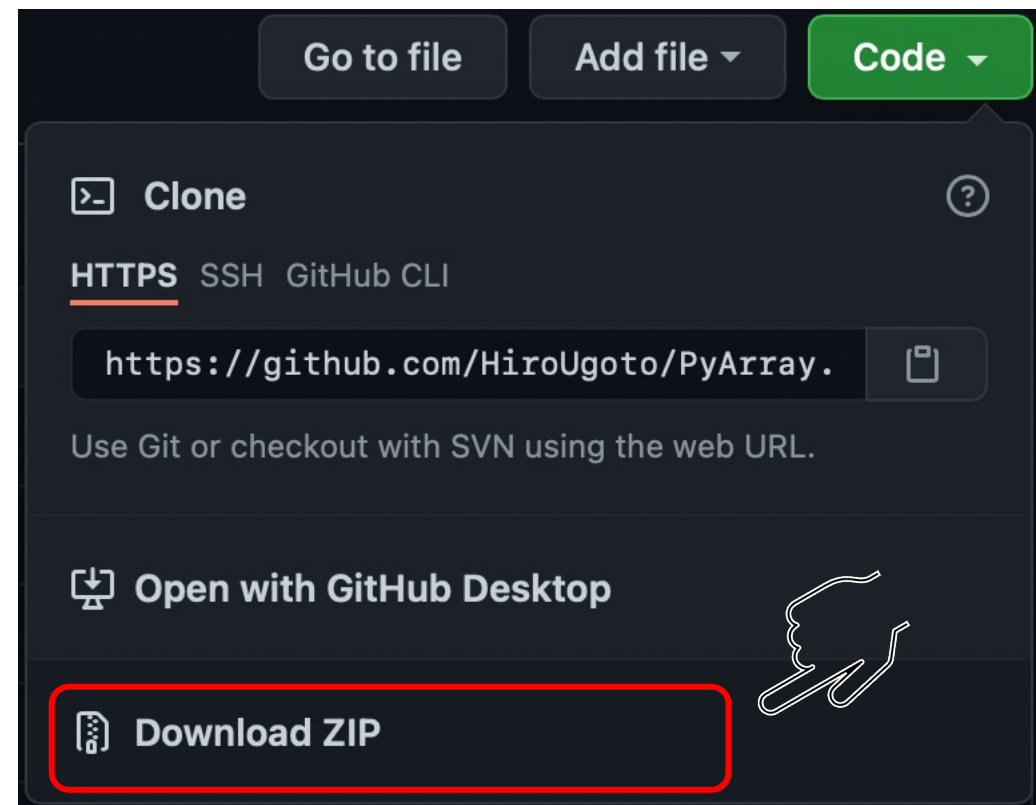 Go to file Add file Code
Clone
HTTPS SSH GitHub CLI
https://github.com/HiroUgoto/PyArray.
Use Git or checkout with SVN using the web URL.
Open with GitHub Desktop
Download ZIP